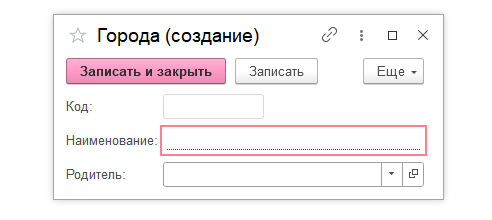 Города (создание)
Записать и закрыть Записать Еще
Код:
Наименование:
Родитель: